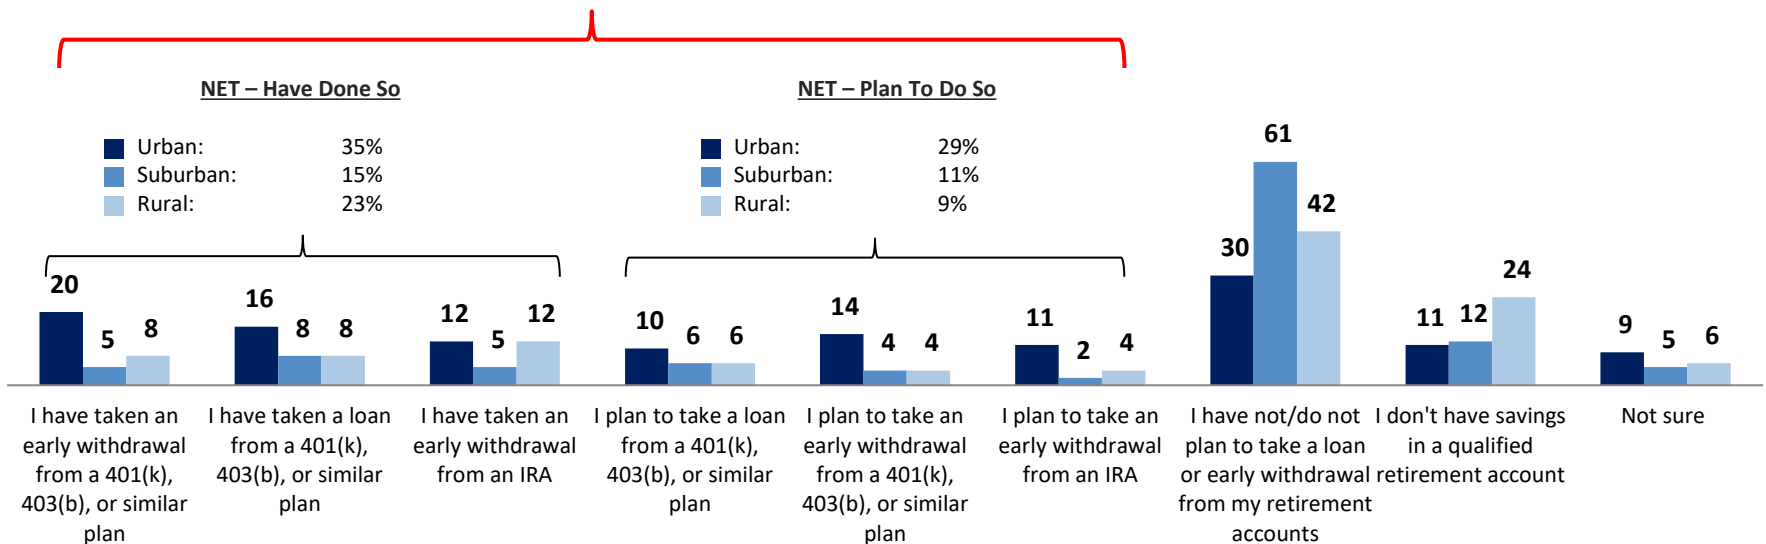 NET – Have Done So
Urban: 35%
Suburban: 15%
Rural: 23%
NET – Plan To Do So
Urban: 29%
Suburban: 11%
Rural: 9%
20 5 8
16 8 8
12 5 12
10 6 6
14 4 4
11 2 4
30 61 42
11 12 24
9 5 6
I have taken an
early withdrawal
from a 401(k),
403(b), or similar
plan
I have taken a loan
from a 401(k),
403(b), or similar
plan
I have taken an
early withdrawal
from an IRA
I plan to take a loan
from a 401(k),
403(b), or similar
plan
I plan to take an
early withdrawal
from a 401(k),
403(b), or similar
plan
I plan to take an
early withdrawal
from an IRA
I have not/do not
plan to take a loan
or early withdrawal
from my retirement
accounts
I don't have savings
in a qualified
retirement account
Not sure